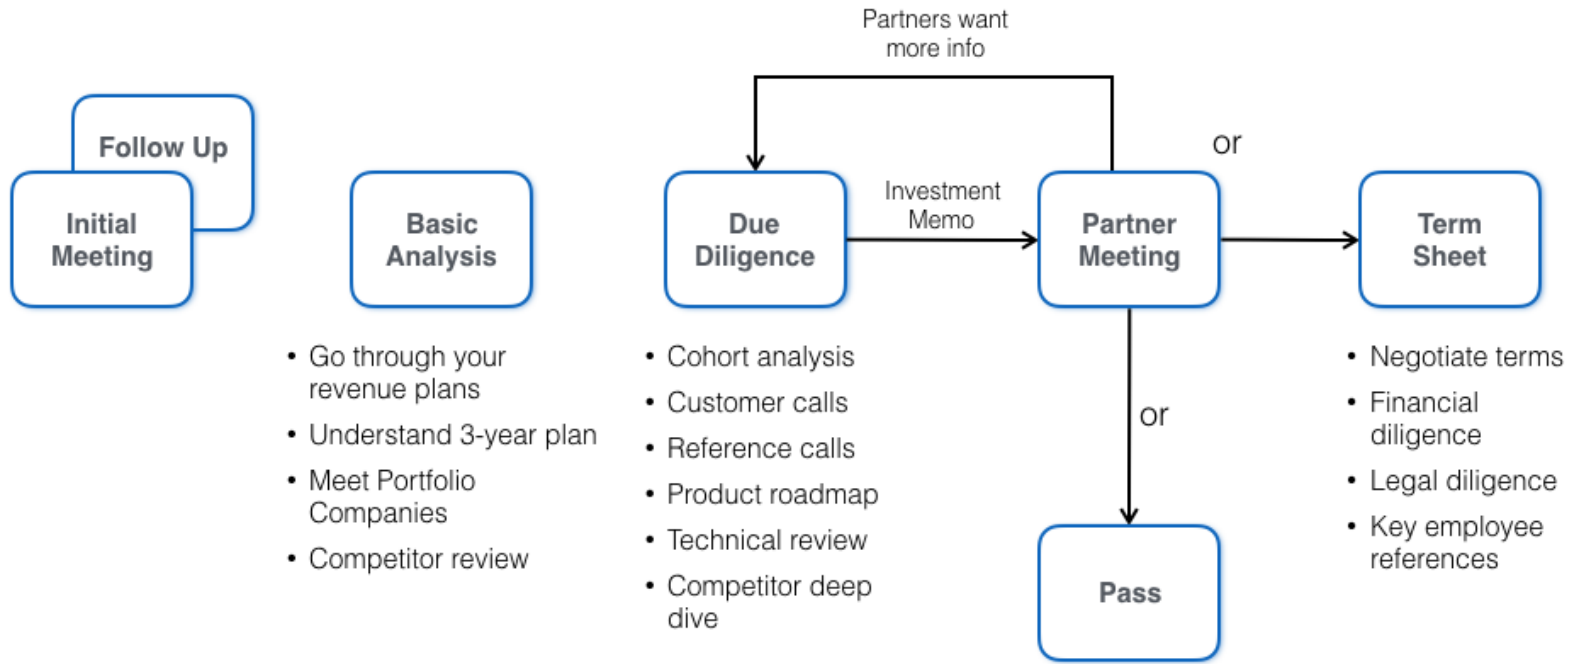 Partners want
more info
or
Follow Up
Initial
Meeting
Basic
Analysis
Due
Diligence
Investment
Memo
Partner
Meeting
Term
Sheet
• Go through your
revenue plans
• Understand 3-year plan
• Meet Portfolio
Companies
• Competitor review
• Cohort analysis
• Customer calls
• Reference calls
• Product roadmap
• Technical review
• Competitor deep
dive
or
Pass
• Negotiate terms
• Financial
diligence
• Legal diligence
• Key employee
references